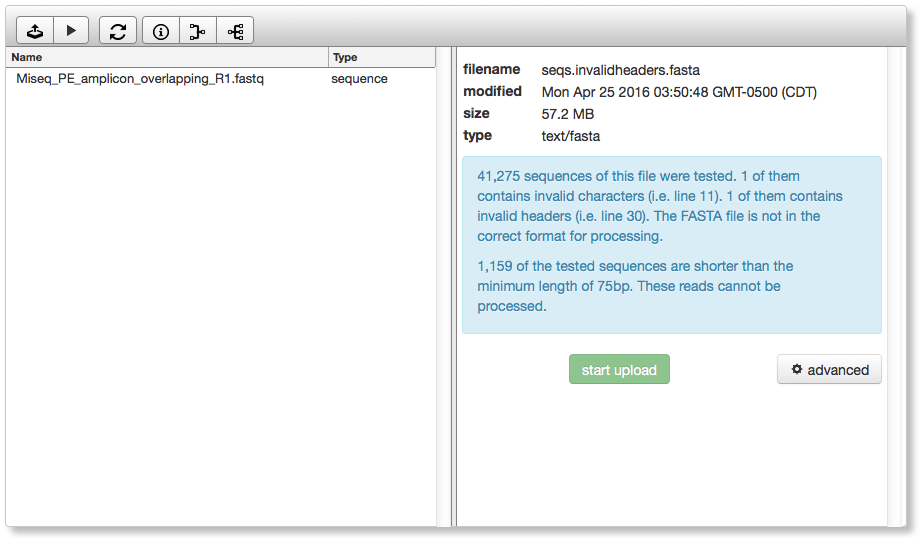 Name Type
Miseq_PE_amplicon_overlapping_R1.fastq sequence
filename seqs.invalidheaders.fasta
modified Mon Apr 25 2016 03:50:48 GMT-0500 (CDT)
size 57.2 MB
type text/fasta
41,275 sequences of this file were tested. 1 of them
contains invalid characters (i.e. line 11). 1 of them contains
invalid headers (i.e. line 30). The FASTA file is not in the
correct format for processing.
1,159 of the tested sequences are shorter than the
minimum length of 75bp. These reads cannot be
processed.
start upload advanced